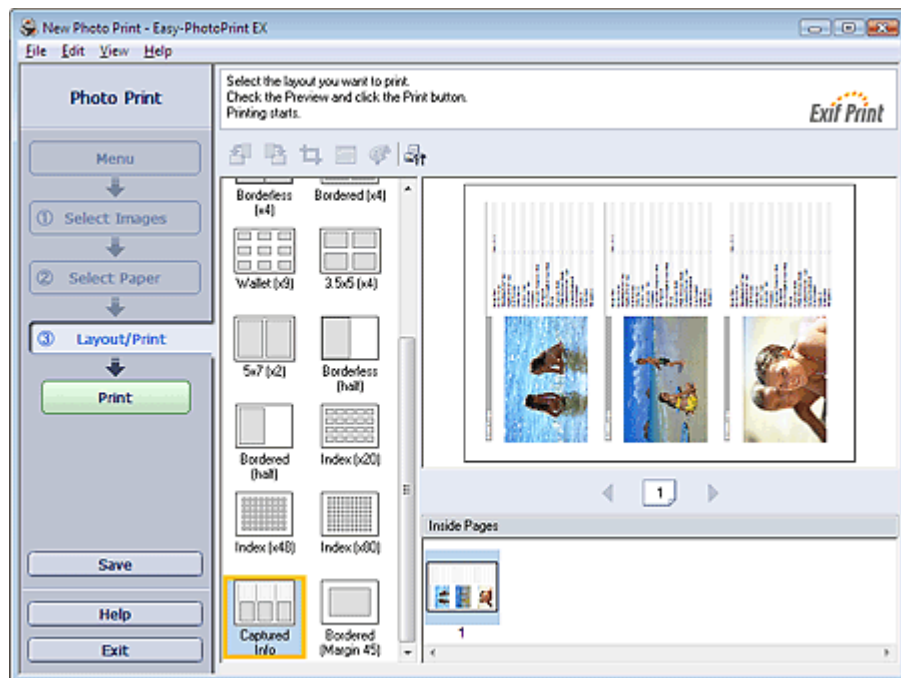 New Photo Print - Easy-PhotoPrint EX
File Edit View Help
Photo Print
Select the layout you want to print.
Check the Preview and click the Print button.
Printing starts.
Exif Print
Menu
① Select Images
② Select Paper
③ Layout/Print
Print
Save
Help
Exit
Borderless
(x4)
Bordered (x4)
Wallet (x9)
3.5x5 (x4)
5x7 (x2)
Borderless
(half)
Bordered
(half)
Index (x20)
Index (x48)
Index (x80)
Captured
Info
Bordered
(Margin 45)
1
Inside Pages
1